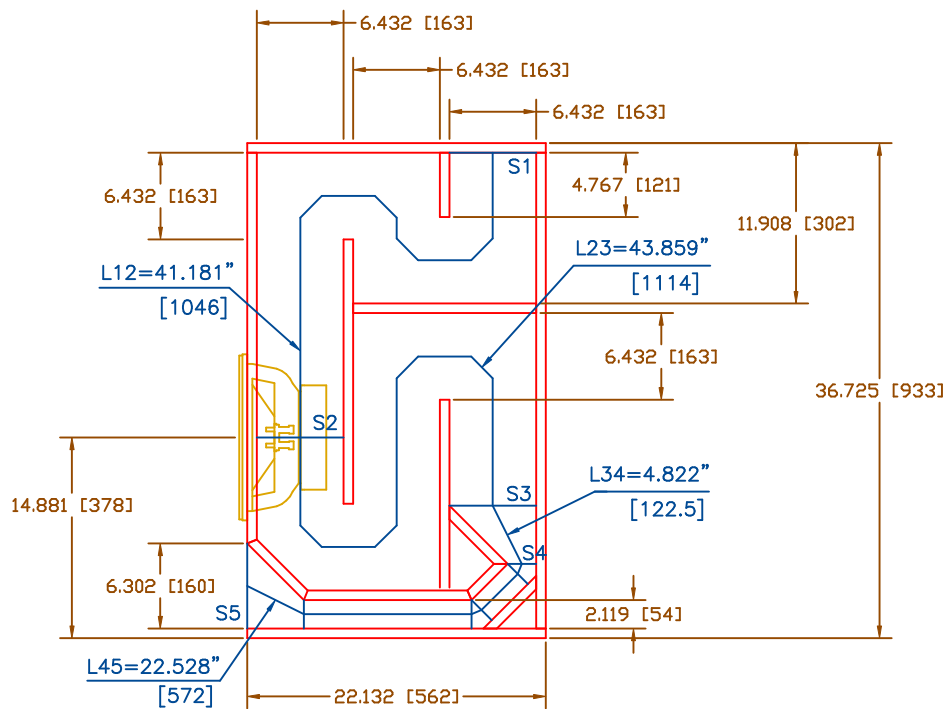 6.432 [163]
6.432 [163]
6.432 [163]
S1
6.432 [163]
4.767 [121]
11.908 [302]
L12=41.181”
[1046]
L23=43.859”
[1114]
6.432 [163]
36.725 [933]
S2
14.881 [378]
L34=4.822”
[122.5]
S3
S4
6.302 [160]
2.119 [54]
S5
L45=22.528”
[572]
22.132 [562]